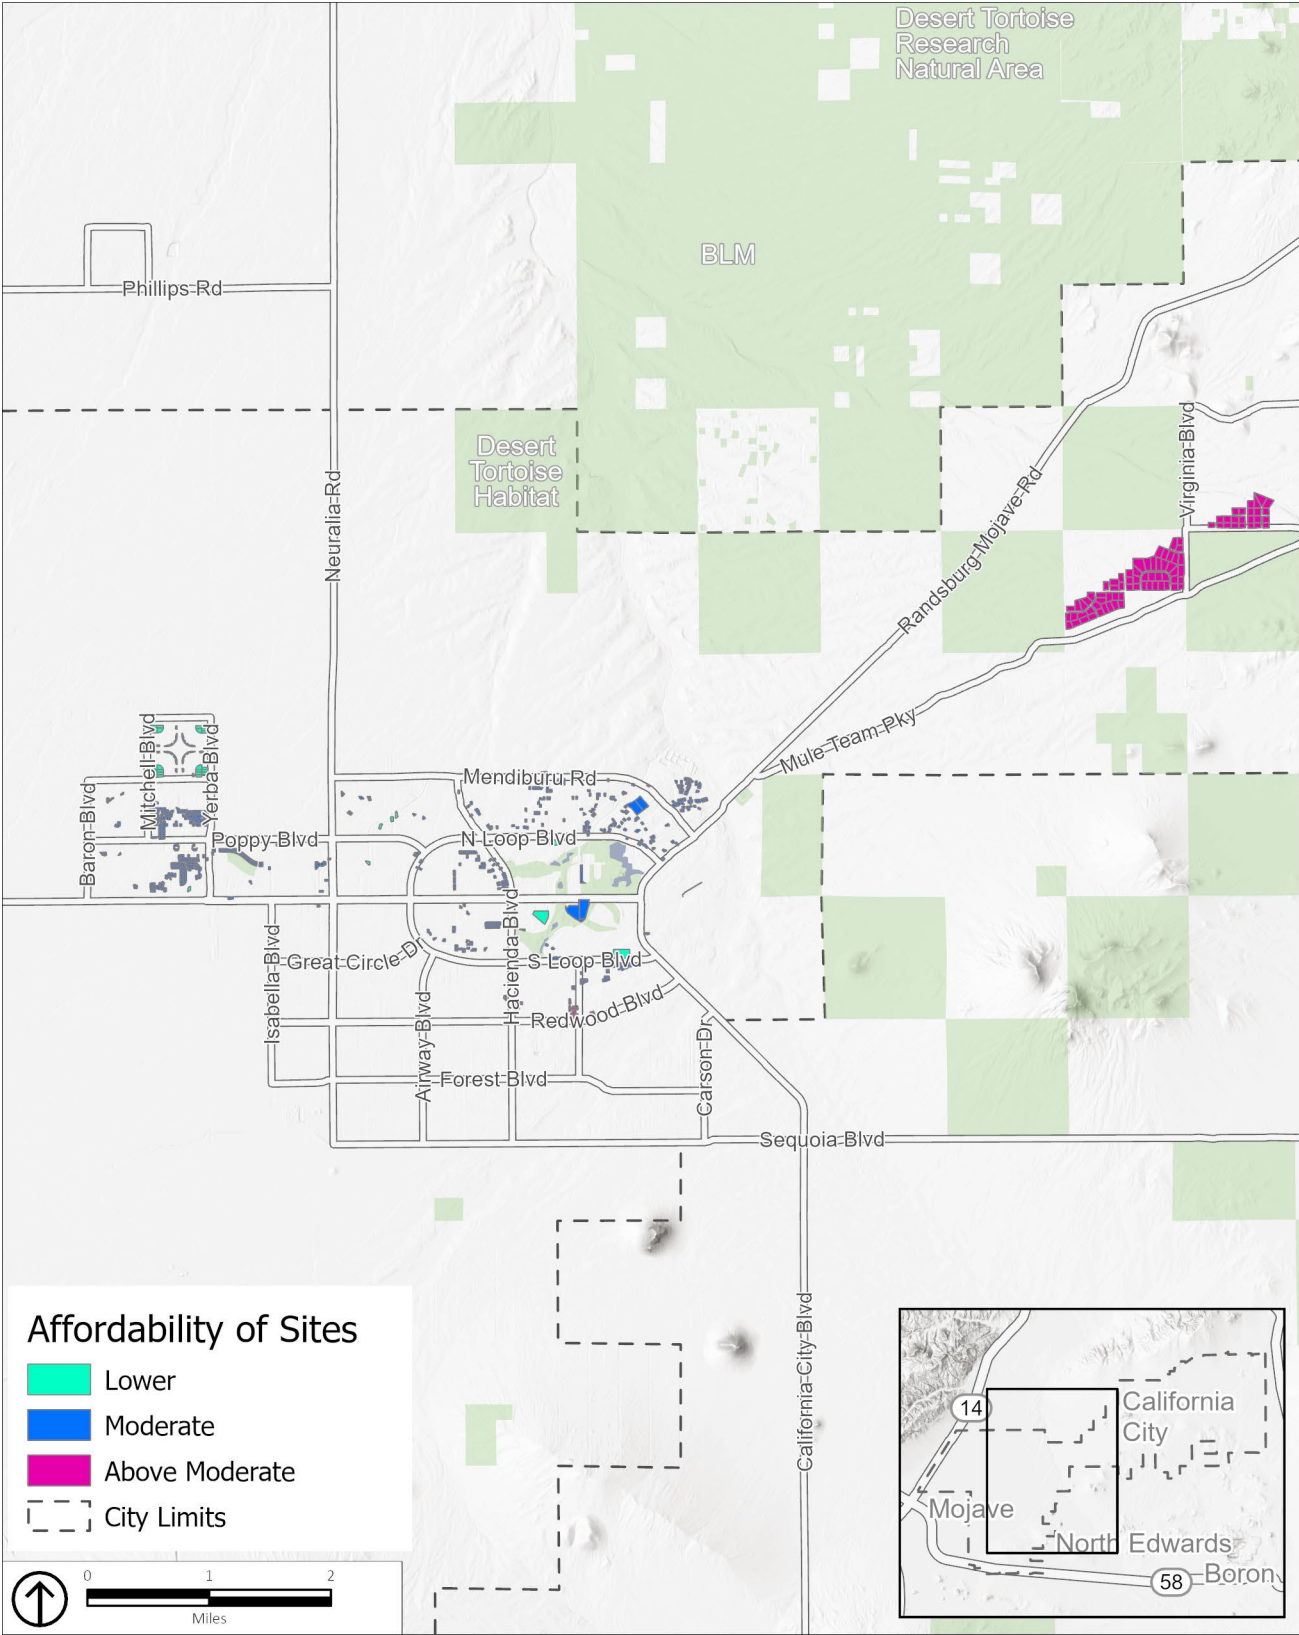 Desert Tortoise
Research
Natural Area
BLM
Phillips Rd
Desert
Tortoise
Habitat
Neuralia Rd
Randsburg-Mojave Rd
Virginia Blvd
Mule Team Pky
Mitchell Blvd
Yerba Blvd
Baron Blvd
Mendiburu Rd
Poppy Blvd
N Loop Blvd
Isabella Blvd
Great Circle Dr
Hacienda Blvd
S Loop Blvd
Airway Blvd
Redwood Blvd
Carson Dr
Forest Blvd
Sequoia Blvd
California City Blvd
Affordability of Sites
Lower
Moderate
Above Moderate
City Limits
0 1 2
Miles
14
California
City
Mojave
North Edwards
58
Boron